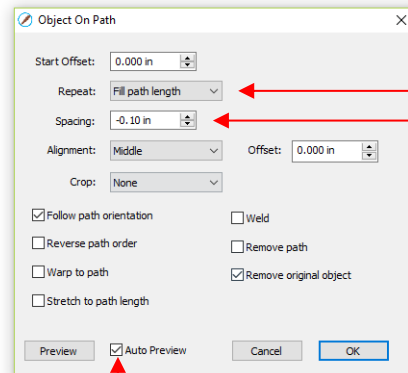 Object On Path
Start Offset: 0.000 in
Repeat: Fill path length
Spacing: -0.10 in
Alignment: Middle Offset: 0.000 in
Crop: None
Follow path orientation Weld
Reverse path order Remove path
Warp to path Remove original object
Stretch to path length
Preview Auto Preview Cancel OK